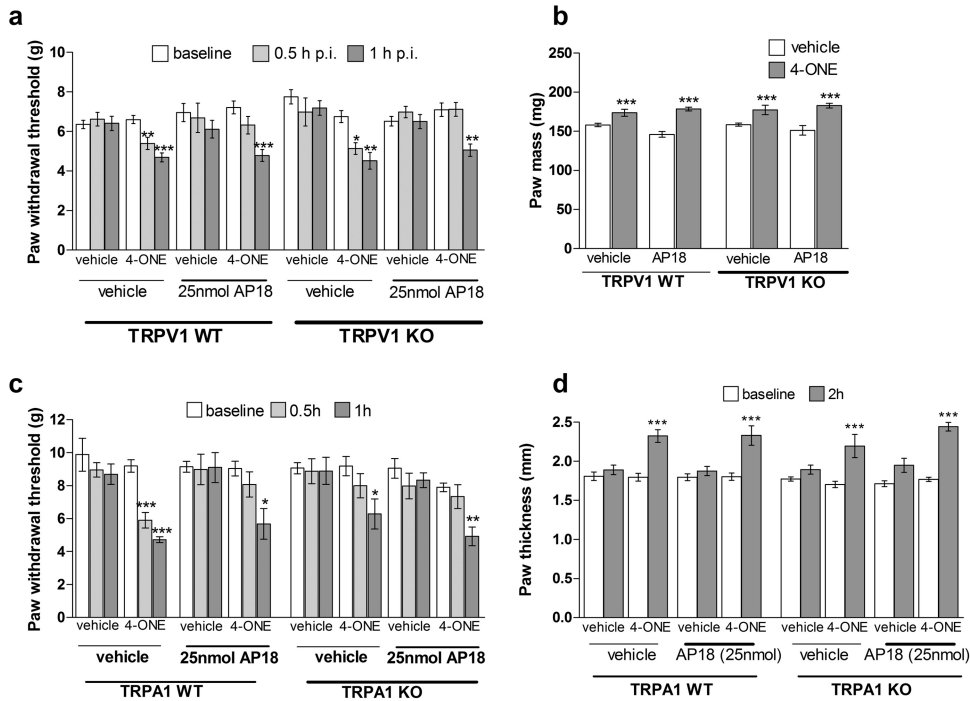 a
baseline 0.5 h p.i. 1 h p.i.
Paw withdrawal threshold (g)
10
8
6
4
2
0
** *** *** * ** **
vehicle 4-ONE vehicle 4-ONE vehicle 4-ONE vehicle 4-ONE
vehicle 25nmol AP18 vehicle 25nmol AP18
TRPV1 WT TRPV1 KO
b
vehicle
4-ONE
Paw mass (mg)
250
200
150
100
50
0
*** *** *** ***
vehicle AP18 vehicle AP18
TRPV1 WT TRPV1 KO
c
baseline 0.5h 1h
Paw withdrawal threshold (g)
12
10
8
6
4
2
0
*** *** * * **
vehicle 4-ONE vehicle 4-ONE vehicle 4-ONE vehicle 4-ONE
vehicle 25nmol AP18 vehicle 25nmol AP18
TRPA1 WT TRPA1 KO
d
baseline 2h
Paw thickness (mm)
2.5
2.0
1.5
1.0
0.5
0.0
*** *** *** ***
vehicle 4-ONE vehicle 4-ONE vehicle 4-ONE vehicle 4-ONE
vehicle AP18 (25nmol) vehicle AP18 (25nmol)
TRPA1 WT TRPA1 KO